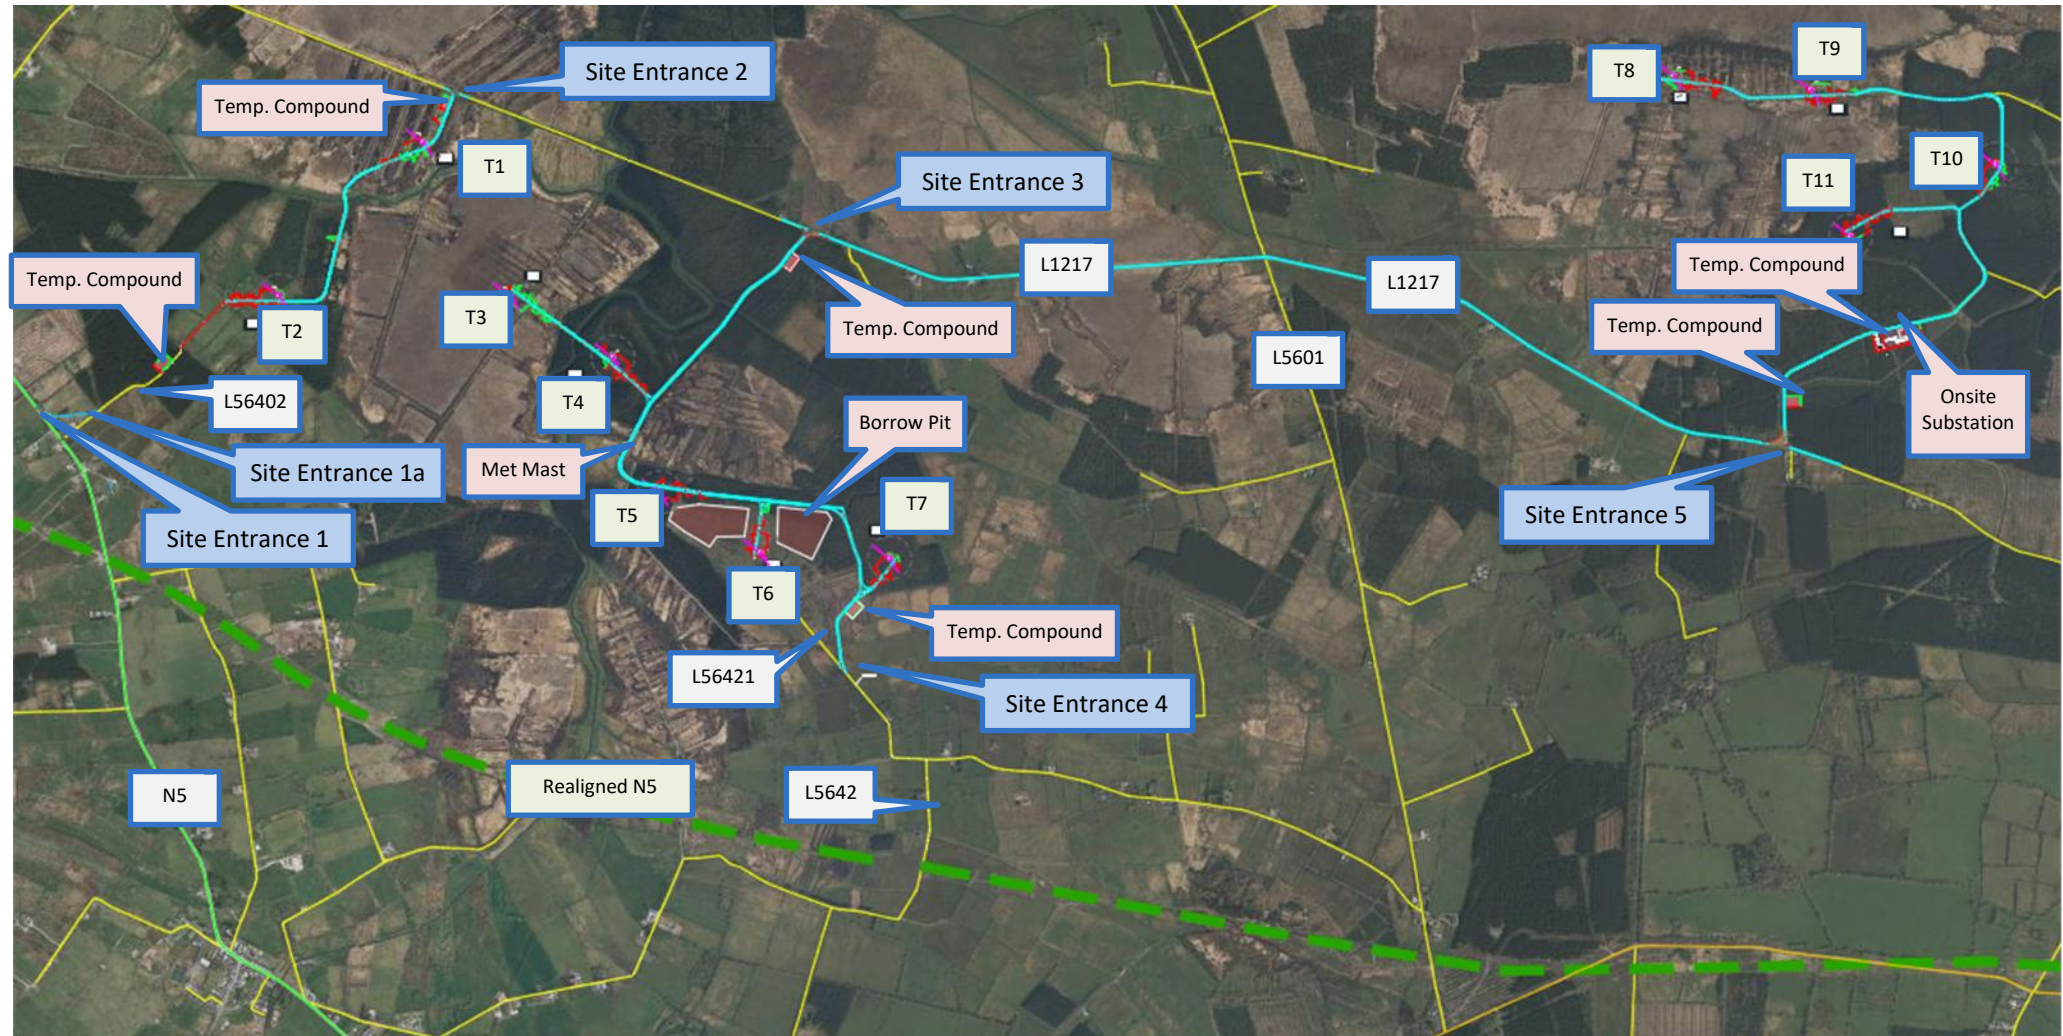 T9
Site Entrance 2
T8
Temp. Compound
T1
T10
Site Entrance 3
T11
L1217
Temp. Compound
L1217
Temp. Compound
T3
Temp. Compound
Temp. Compound
T2
L5601
L56402
T4
Onsite
Substation
Borrow Pit
Site Entrance 1a
Met Mast
T7
T5
Site Entrance 5
Site Entrance 1
T6
Temp. Compound
L56421
Site Entrance 4
Realigned N5
L5642
N5